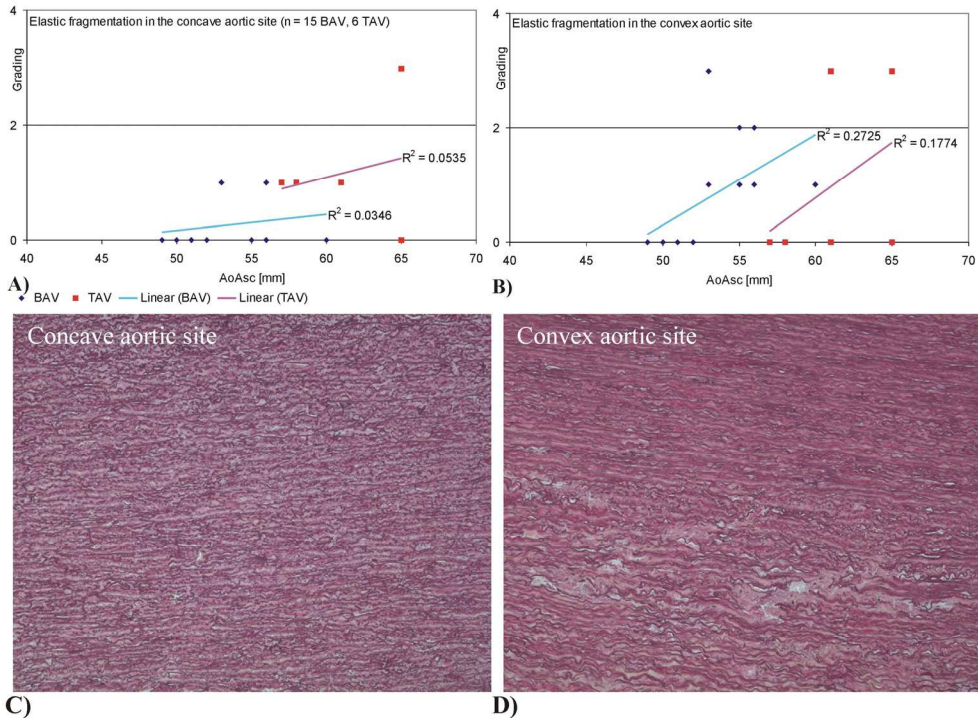 Elastic fragmentation in the concave aortic site (n = 15 BAV, 6 TAV)
Grading
4
2
0
R² = 0.0535
R² = 0.0346
40 45 50 55 60 65 70
AoAsc [mm]
A)
BAV TAV Linear (BAV) Linear (TAV)
Elastic fragmentation in the convex aortic site
Grading
4
2
0
R² = 0.2725
R² = 0.1774
40 45 50 55 60 65 70
AoAsc [mm]
B)
Concave aortic site
C)
Convex aortic site
D)